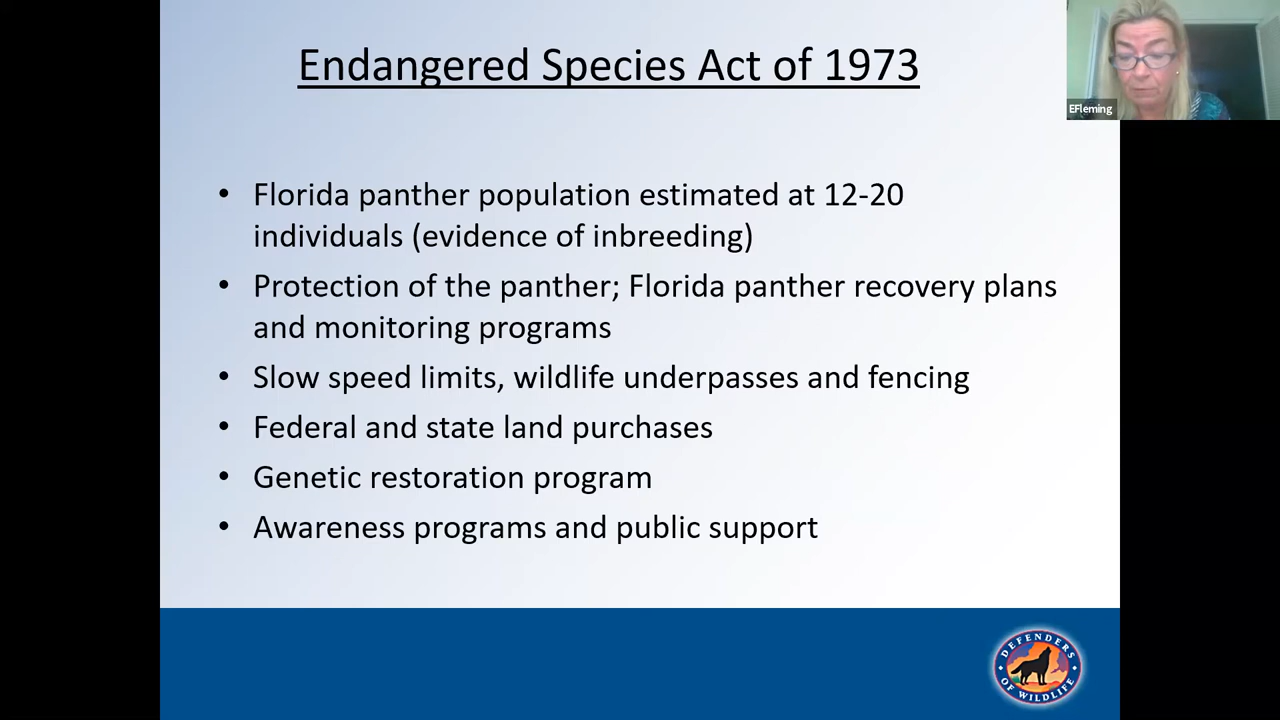 Endangered Species Act of 1973
EFleming
• Florida panther population estimated at 12-20
individuals (evidence of inbreeding)
• Protection of the panther; Florida panther recovery plans
and monitoring programs
• Slow speed limits, wildlife underpasses and fencing
• Federal and state land purchases
• Genetic restoration program
• Awareness programs and public support
DEFENDERS
OF WILDLIFE